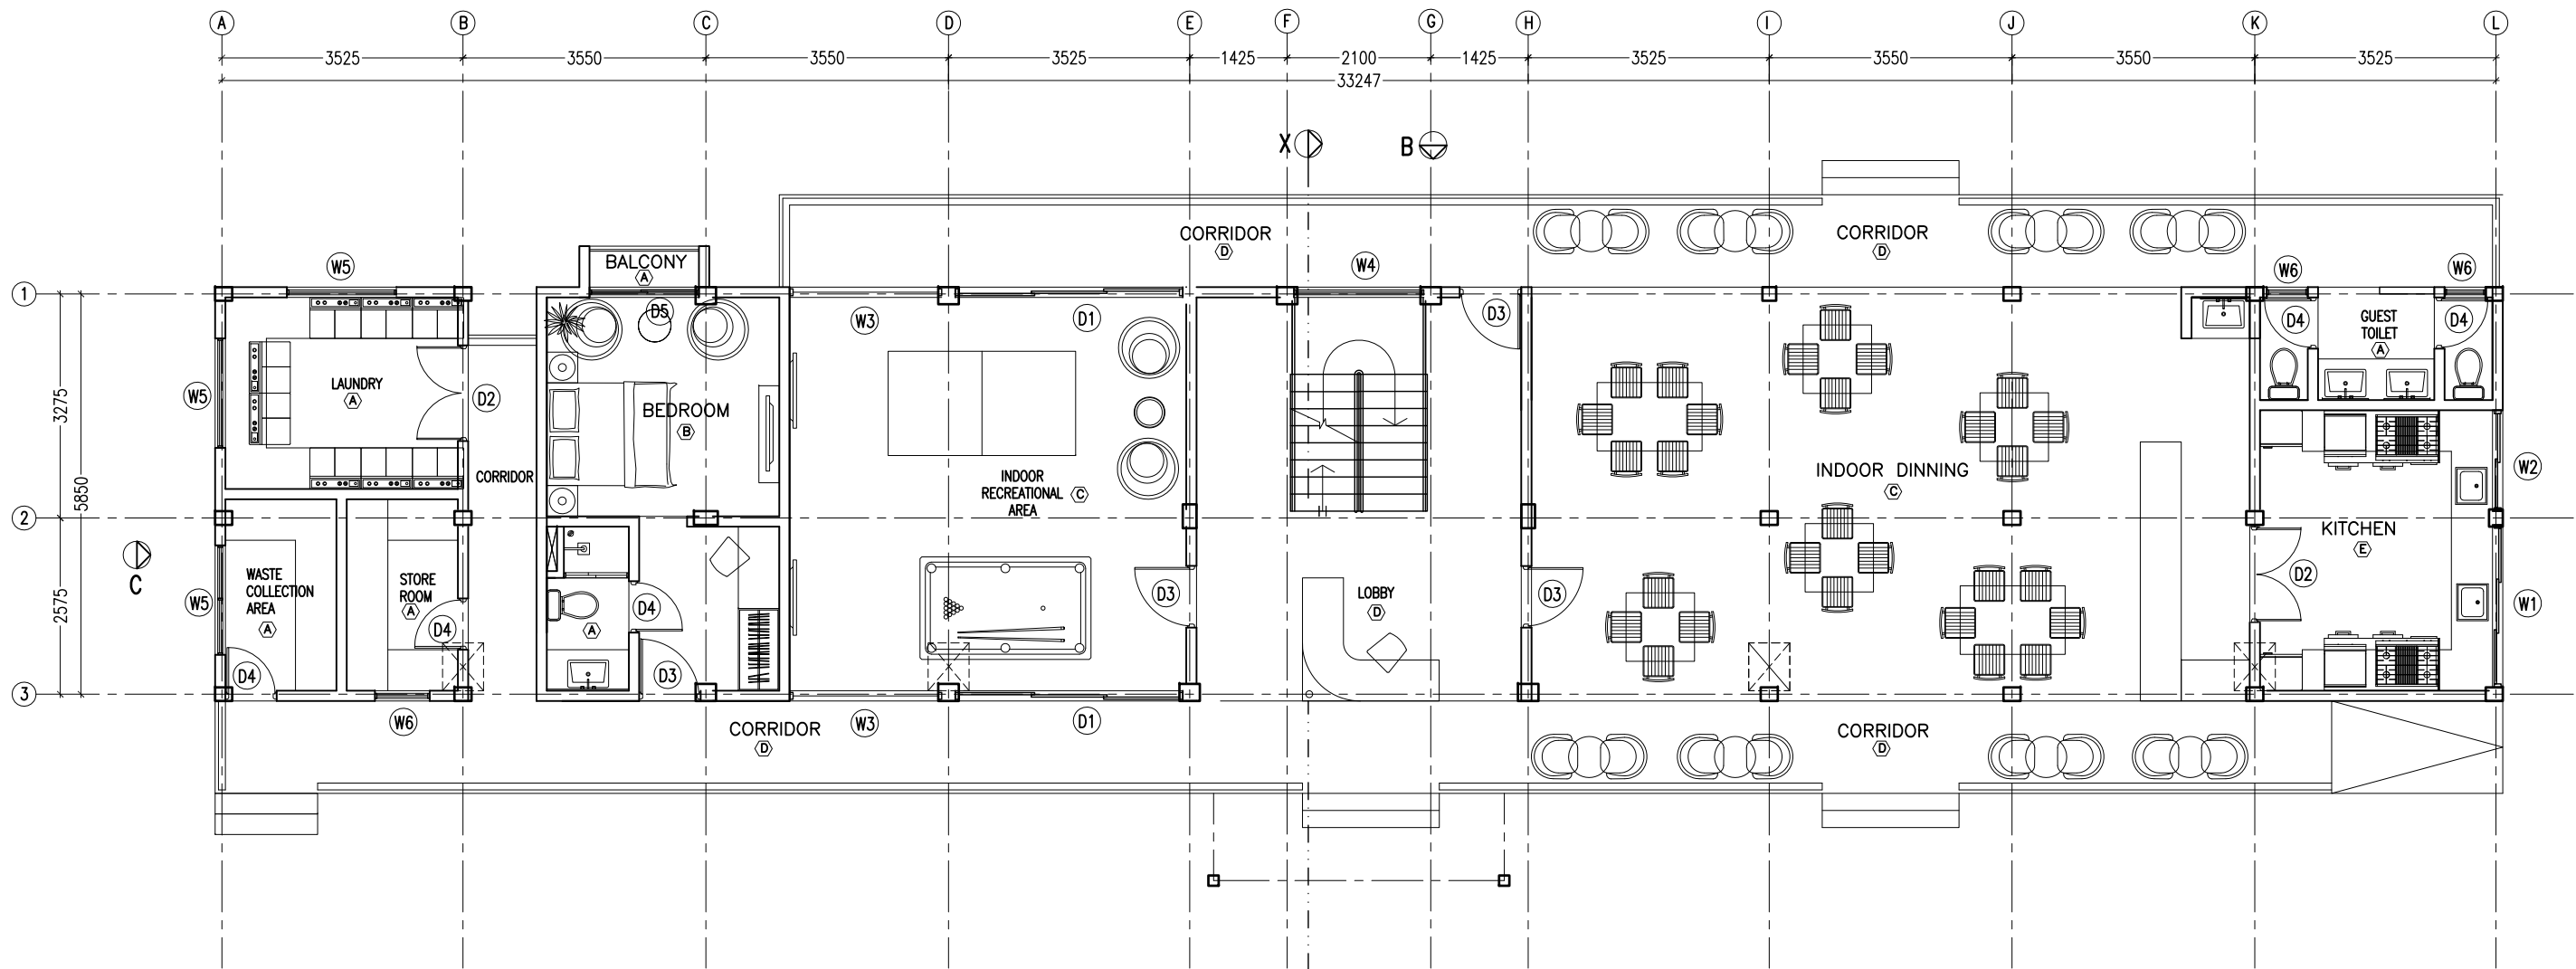 A B C D E F G H I J K L
3525 3550 3550 3525 1425 2100 1425 3525 3550 3550 3525
33247
X B
CORRIDOR
D
CORRIDOR
D
W5
BALCONY
A
W4
W6 W6
1
D5
W3 D1
D3
D4
GUEST
TOILET
A
D4
3275
5850
W5
LAUNDRY
A
D2
BEDROOM
B
CORRIDOR
INDOOR
RECREATIONAL
AREA
C
INDOOR DINNING
C
W2
2
KITCHEN
E
C
2575
W5
WASTE
COLLECTION
AREA
A
STORE
ROOM
A
D4
D4
A
D4
D3
D3
LOBBY
D
D3
D2
W1
3
W6
CORRIDOR
D
W3
D1
CORRIDOR
D